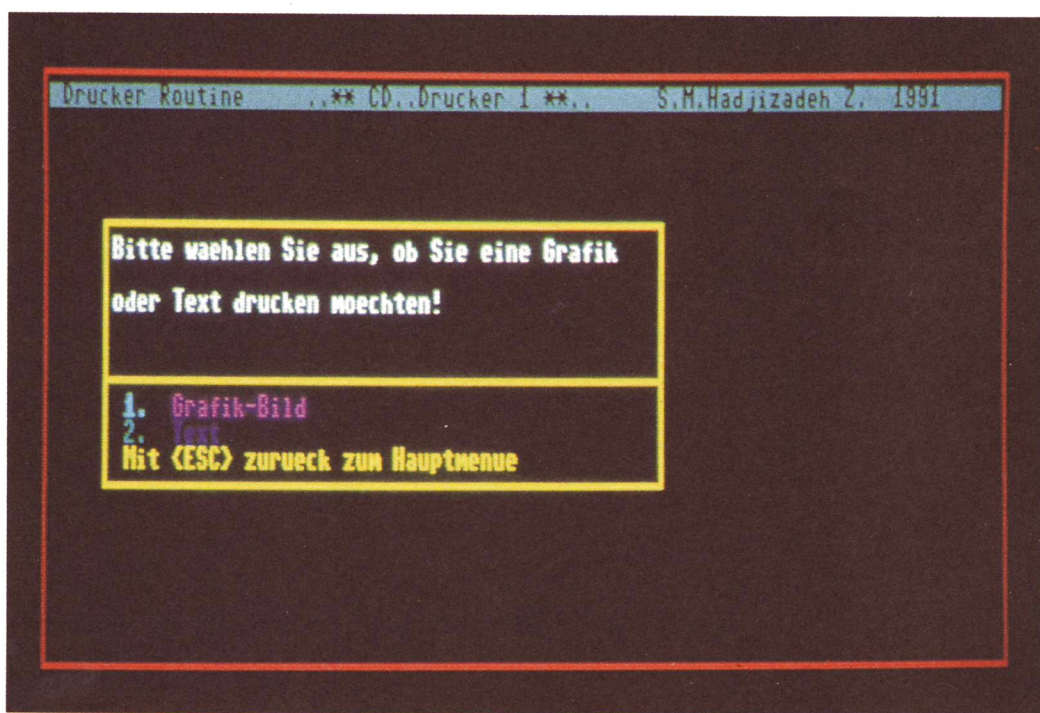 Drucker Routine ..** CD..Drucker 1 **.. S.M.Hadjizadeh Z. 1991
Bitte waehlen Sie aus, ob Sie eine Grafik
oder Text drucken moechten!
1. Grafik-Bild
2. Text
Mit <ESC> zurueck zum Hauptmenue